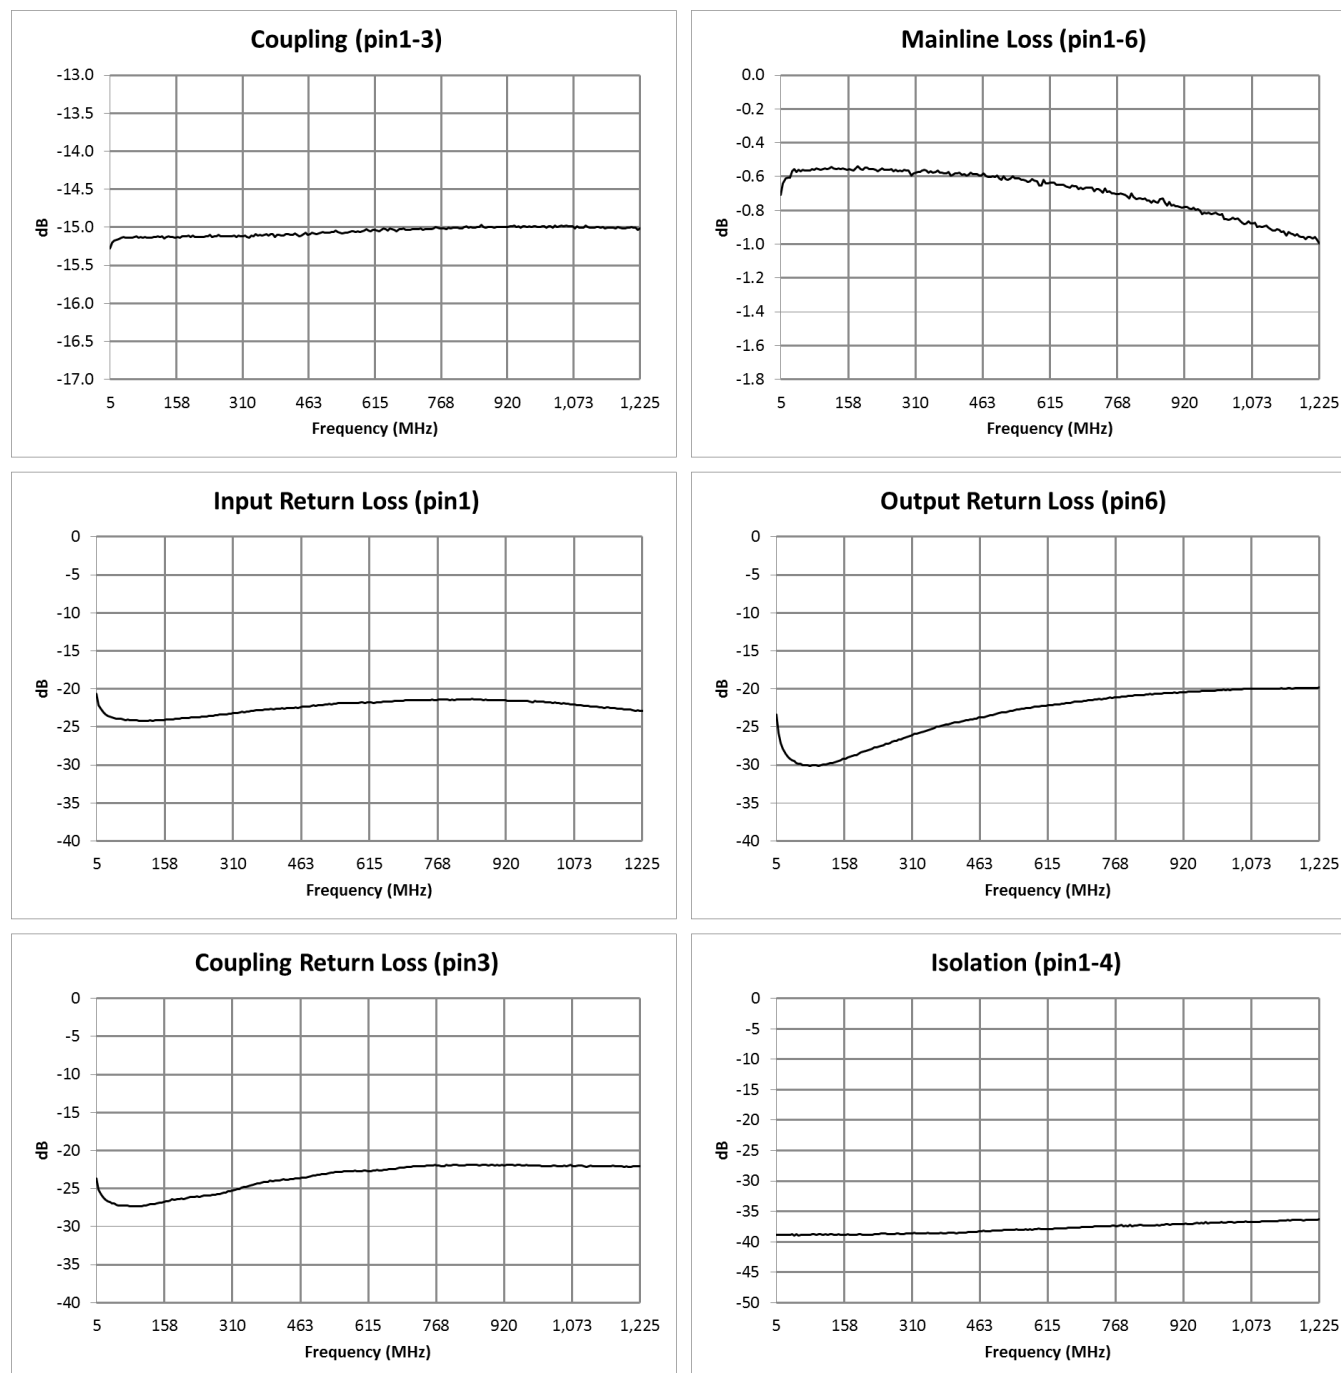 Coupling (pin1-3)
-13.0
-13.5
-14.0
-14.5
-15.0
-15.5
-16.0
-16.5
-17.0
dB
5 158 310 463 615 768 920 1,073 1,225
Frequency (MHz)
Mainline Loss (pin1-6)
0.0
-0.2
-0.4
-0.6
-0.8
-1.0
-1.2
-1.4
-1.6
-1.8
dB
5 158 310 463 615 768 920 1,073 1,225
Frequency (MHz)
Input Return Loss (pin1)
0
-5
-10
-15
-20
-25
-30
-35
-40
dB
5 158 310 463 615 768 920 1,073 1225
Frequency (MHz)
Output Return Loss (pin6)
0
-5
-10
-15
-20
-25
-30
-35
-40
dB
5 158 310 463 615 768 920 1,073 1,225
Frequency (MHz)
Coupling Return Loss (pin3)
0
-5
-10
-15
-20
-25
-30
-35
-40
dB
5 158 310 463 615 768 920 1,073 1,225
Frequency (MHz)
Isolation (pin1-4)
0
-5
-10
-15
-20
-25
-30
-35
-40
-45
-50
dB
5 158 310 463 615 768 920 1,073 1,225
Frequency (MHz)